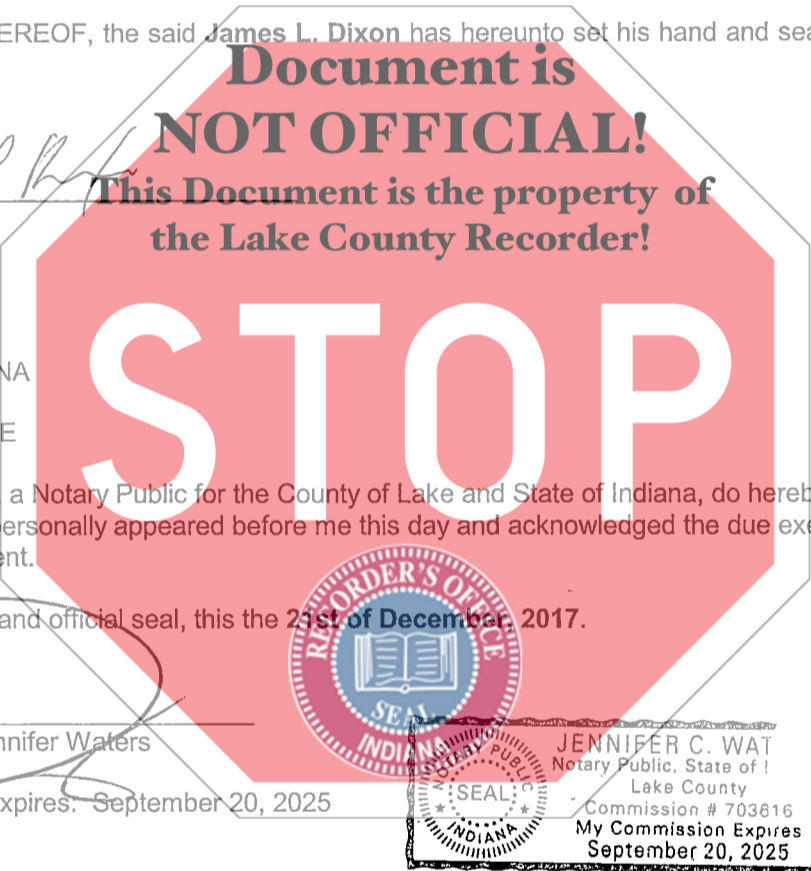 EREOF, the said James L. Dixon has hereunto set his hand and sea
Document is
NOT OFFICIAL!
This Document is the property of
the Lake County Recorder!
STOP
NA
E
a Notary Public for the County of Lake and State of Indiana, do hereb
ersonally appeared before me this day and acknowledged the due exe
ent.
and official seal, this the 21st of December, 2017.
RECORDER'S OFFICE
SEAL
INDIANA
nnifer Waters
xpires: September 20, 2025
NOTARY PUBLIC
SEAL
INDIANA
JENNIFER C. WAT
Notary Public, State of I
Lake County
Commission # 703616
My Commission Expires
September 20, 2025